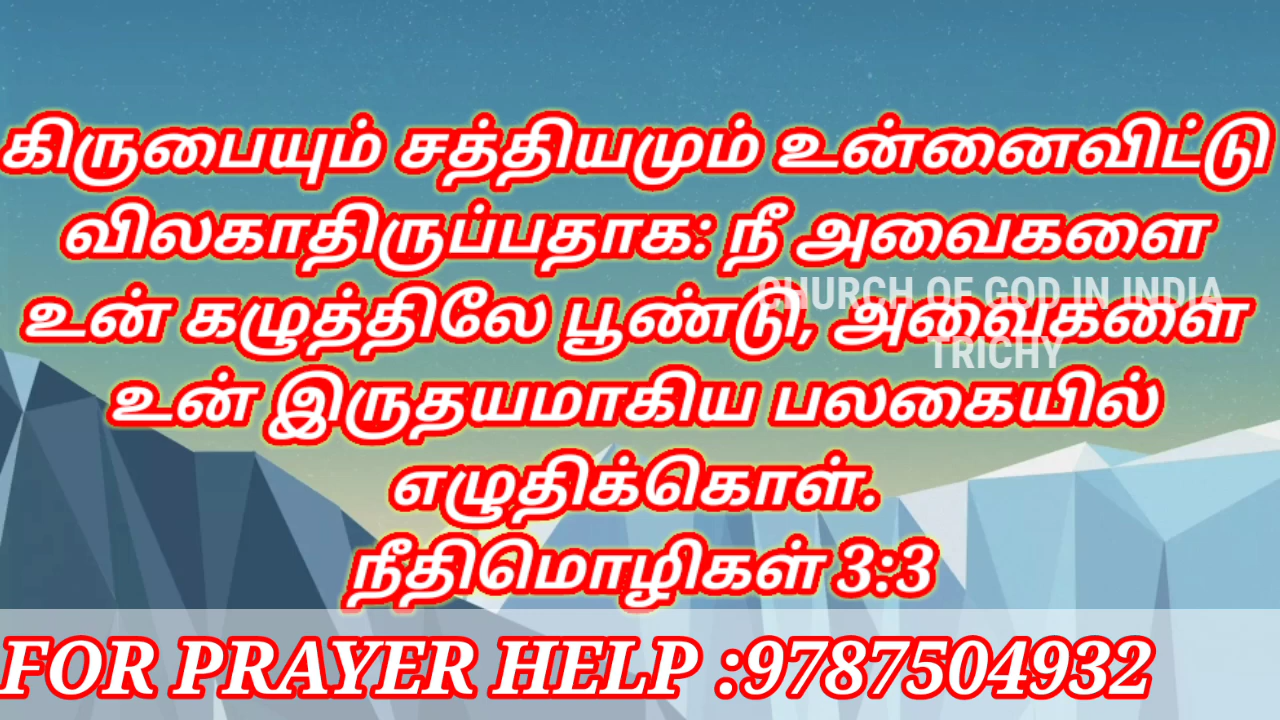 கிருபையும் சத்தியமும் உன்னைவிட்டு
விலகாதிருப்பதாக: நீ அவைகளை
உன் கழுத்திலே பூண்டு, அவைகளை
உன் இருதயமாகிய பலகையில்
எழுதிக்கொள்.
நீதிமொழிகள் 3:3
CHURCH OF GOD IN INDIA
TRICHY
FOR PRAYER HELP :9787504932